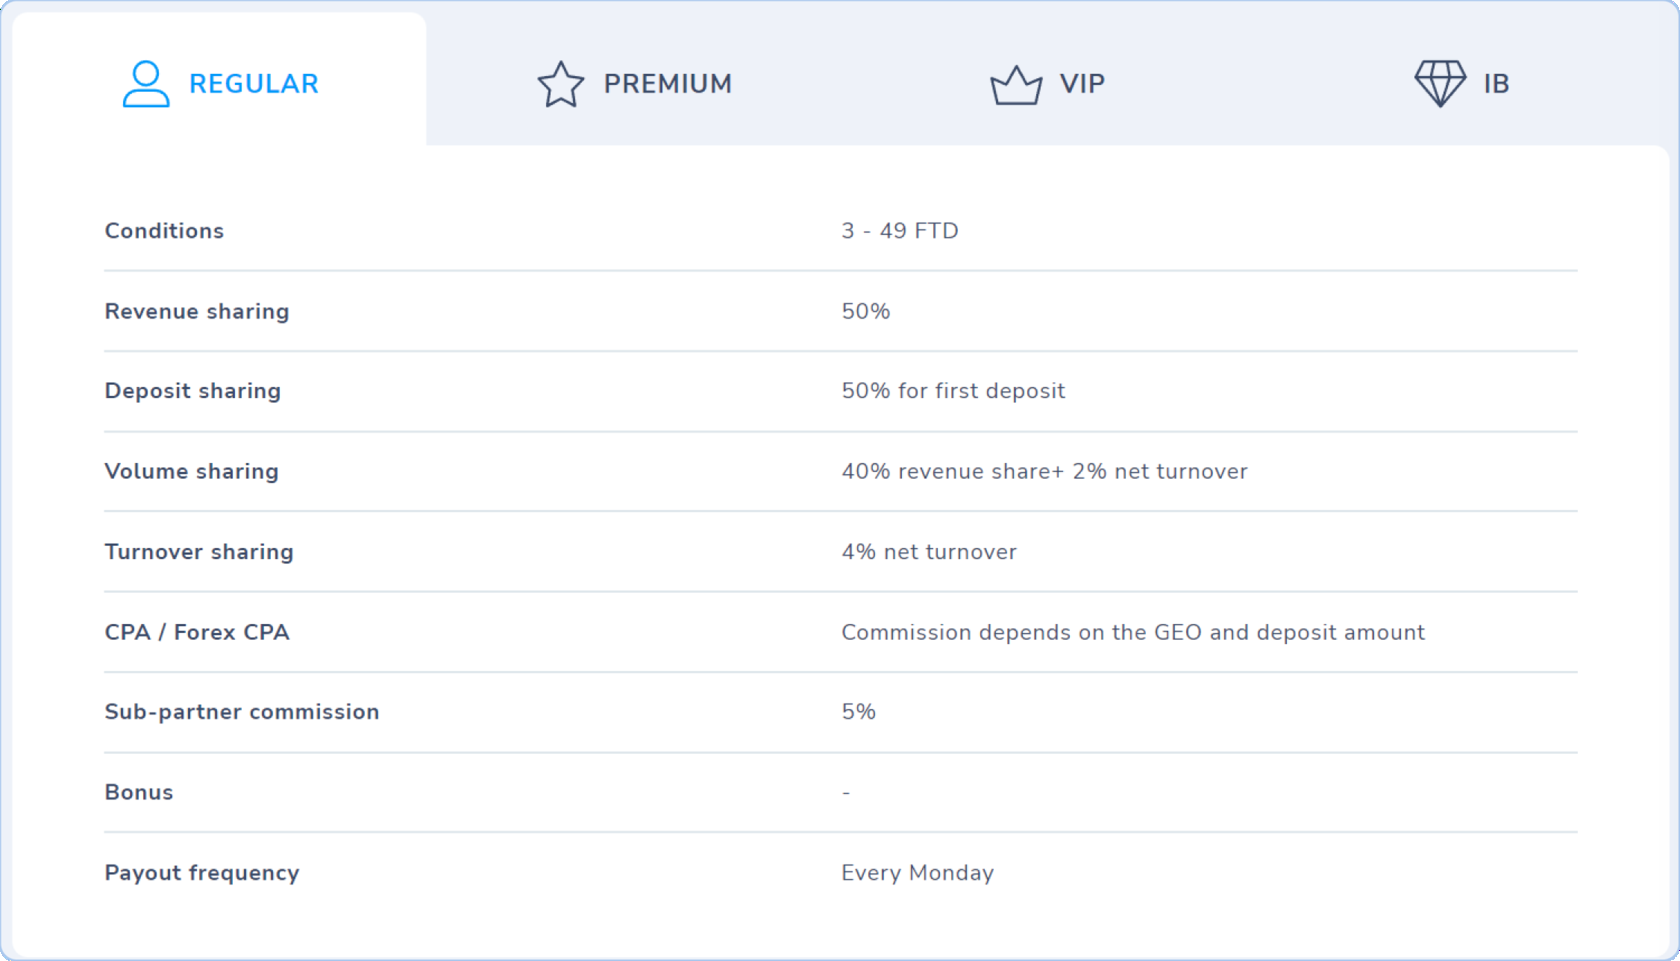 REGULAR PREMIUM VIP IB
Conditions 3 - 49 FTD
Revenue sharing 50%
Deposit sharing 50% for first deposit
Volume sharing 40% revenue share+ 2% net turnover
Turnover sharing 4% net turnover
CPA / Forex CPA Commission depends on the GEO and deposit amount
Sub-partner commission 5%
Bonus -
Payout frequency Every Monday